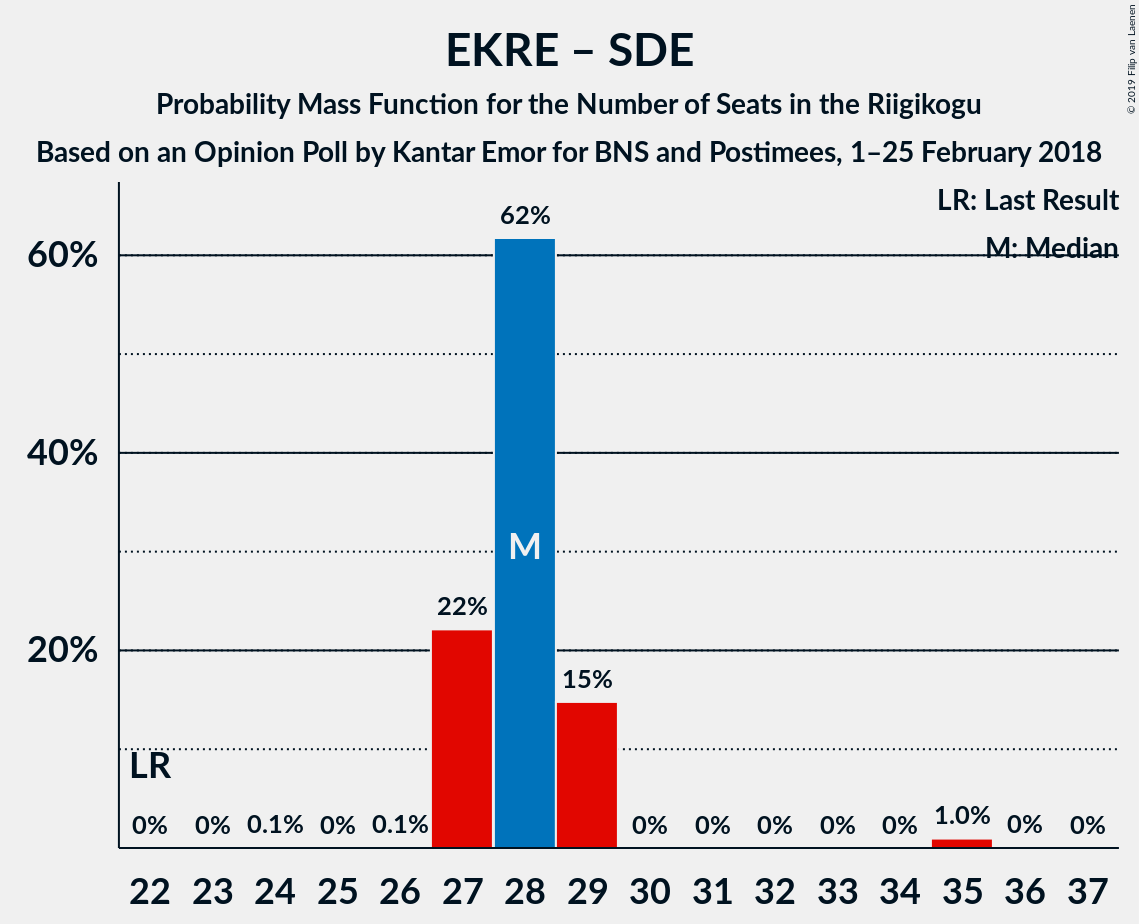 EKRE – SDE
Probability Mass Function for the Number of Seats in the Riigikogu
Based on an Opinion Poll by Kantar Emor for BNS and Postimees, 1–25 February 2018
© 2019 Filip van Laenen
LR: Last Result
M: Median
60%
40%
20%
62%
M
22%
15%
LR
0% 0% 0.1% 0% 0.1% 0% 0% 0% 0% 0% 1.0% 0% 0%
22 23 24 25 26 27 28 29 30 31 32 33 34 35 36 37